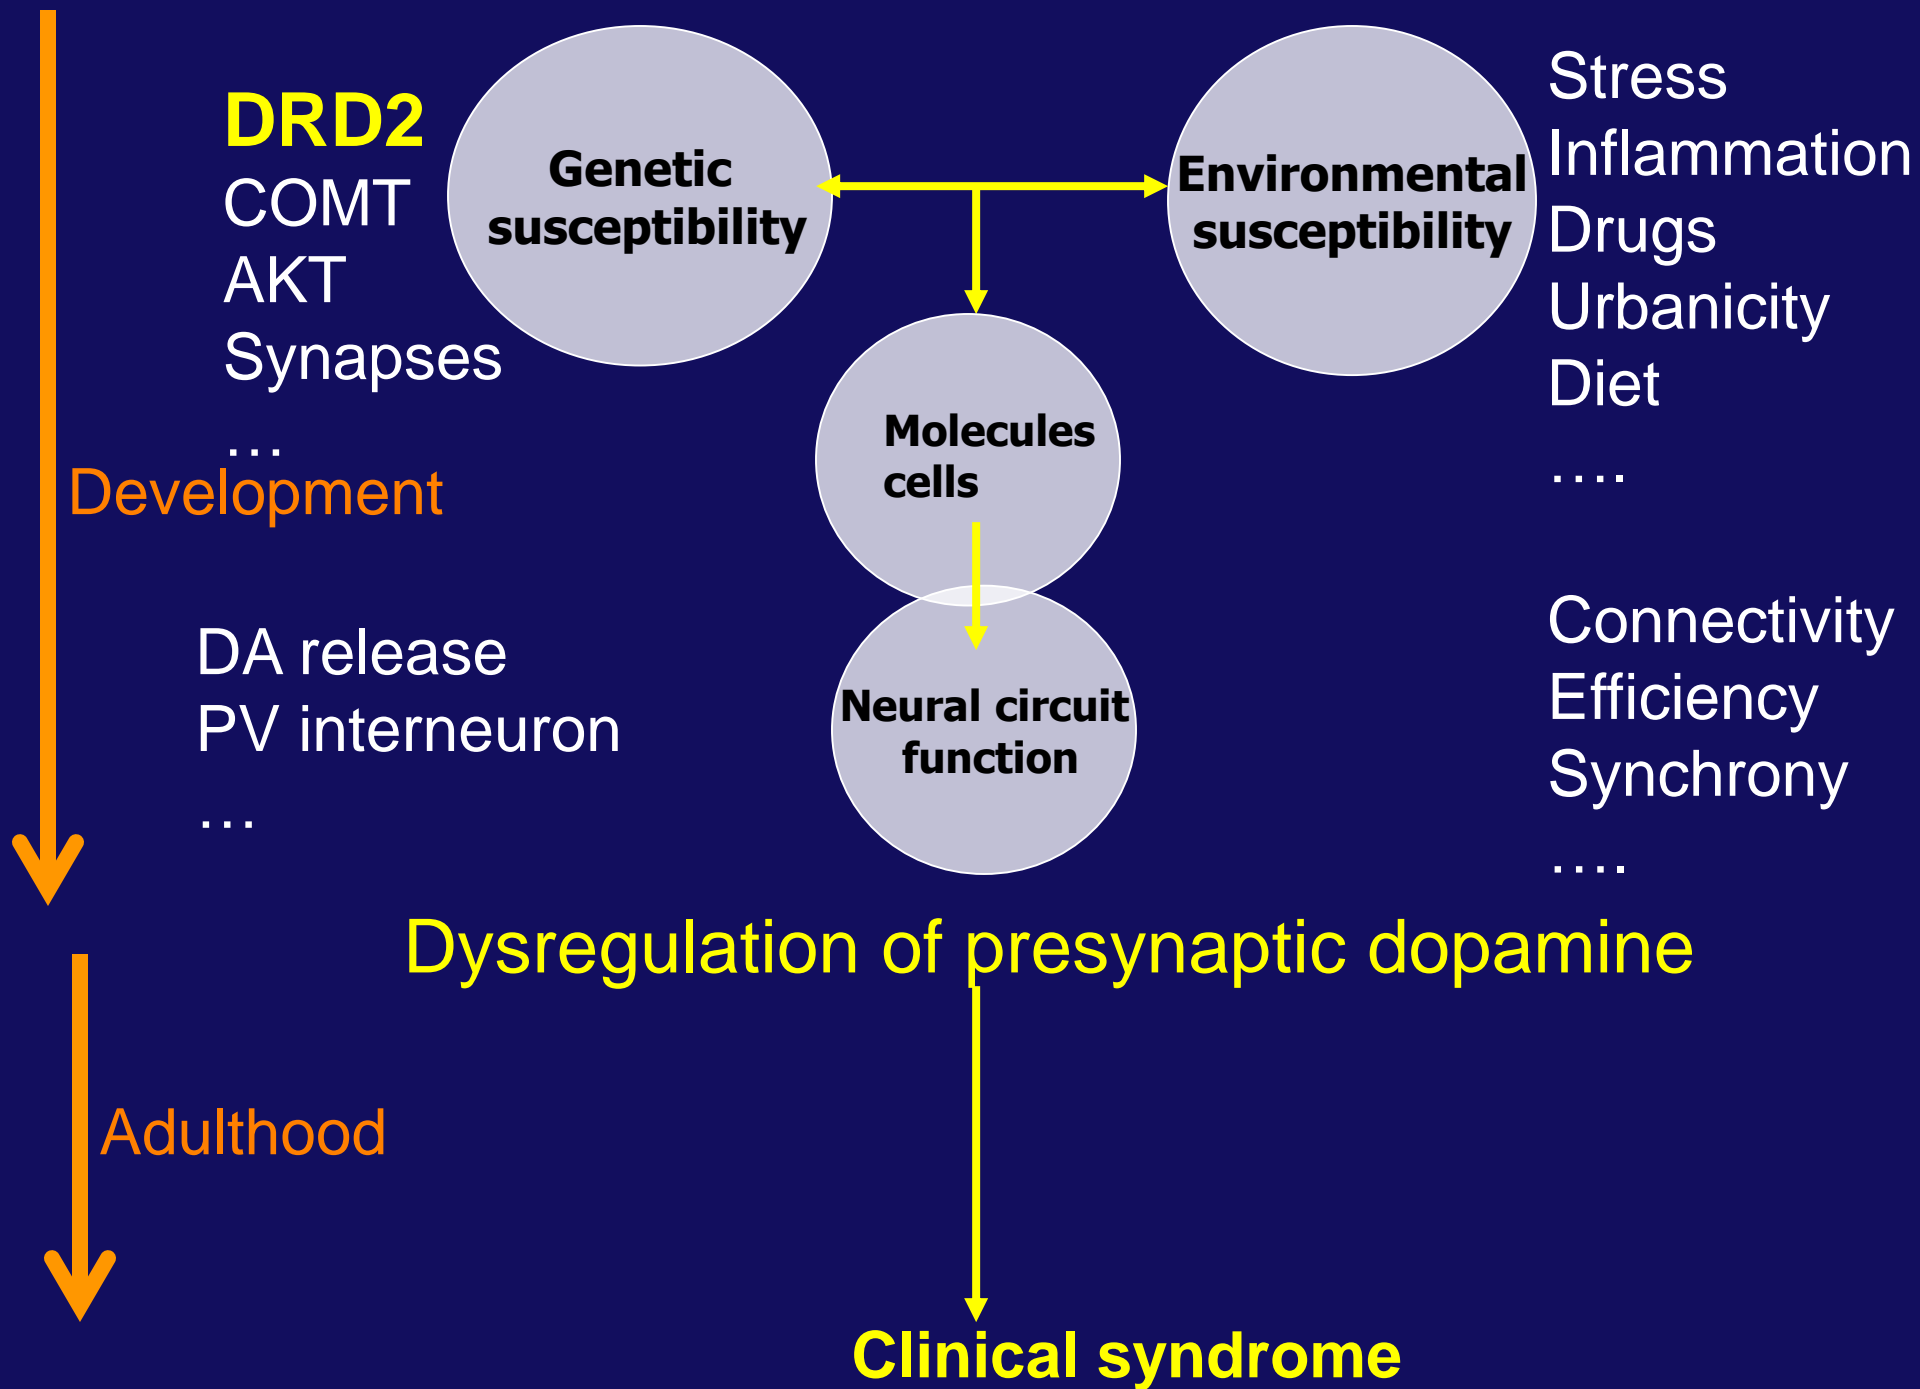 DRD2
COMT
AKT
Synapses
…
Genetic
susceptibility
Environmental
susceptibility
Stress
Inflammation
Drugs
Urbanicity
Diet
….
Molecules
cells
Development
DA release
PV interneuron
…
Neural circuit
function
Connectivity
Efficiency
Synchrony
….
Dysregulation of presynaptic dopamine
Adulthood
Clinical syndrome